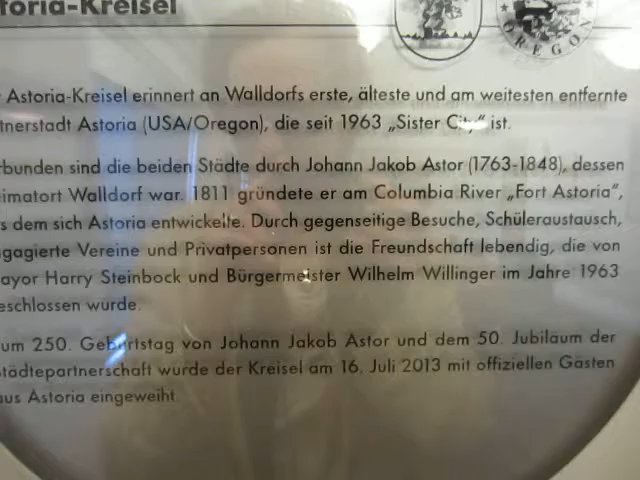 toria-Kreisel
OREGON
Astoria-Kreisel erinnert an Walldorfs erste, älteste und am weitesten entfernte
tnerstadt Astoria (USA/Oregon), die seit 1963 „Sister City“ ist.
rbunden sind die beiden Städte durch Johann Jakob Astor (1763-1848), dessen
eimatort Walldorf war. 1811 gründete er am Columbia River „Fort Astoria“,
s dem sich Astoria entwickelte. Durch gegenseitige Besuche, Schüleraustausch,
ngagierte Vereine und Privatpersonen ist die Freundschaft lebendig, die von
ayor Harry Steinbock und Bürgermeister Wilhelm Willinger im Jahre 1963
eschlossen wurde.
um 250. Geburtstag von Johann Jakob Astor und dem 50. Jubiläum der
tädtepartnerschaft wurde der Kreisel am 16. Juli 2013 mit offiziellen Gästen
aus Astoria eingeweiht.